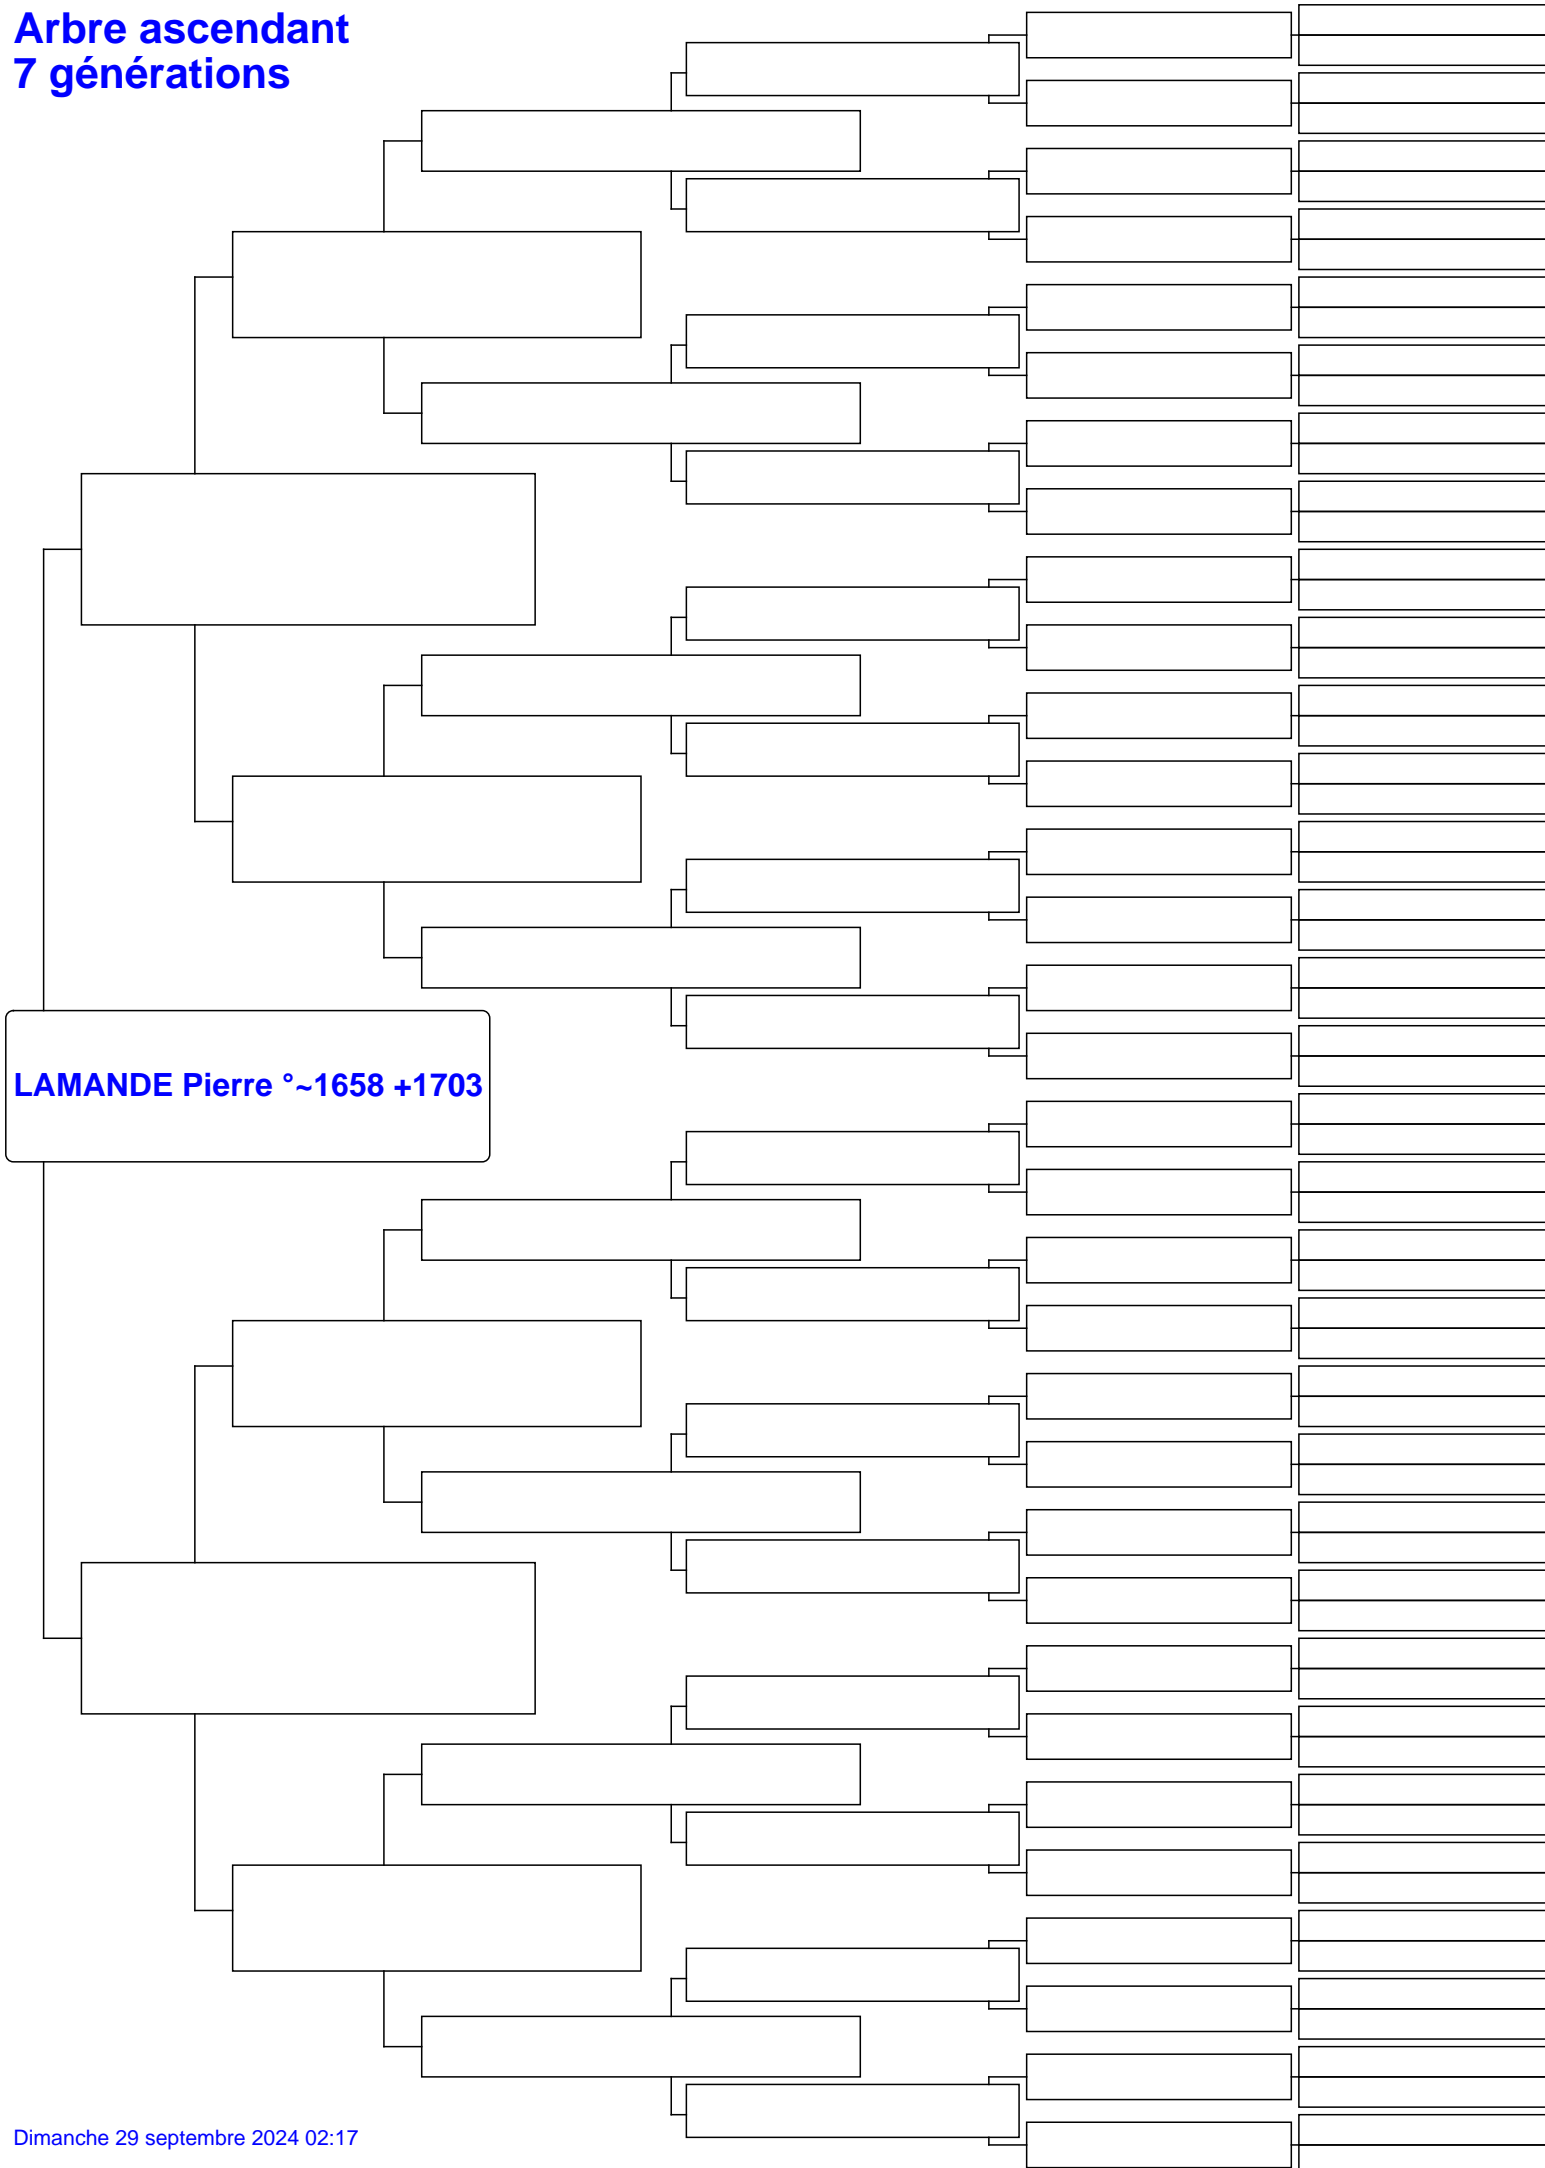 Arbre ascendant
7 générations
LAMANDE Pierre °~1658 +1703
Dimanche 29 septembre 2024 02:17